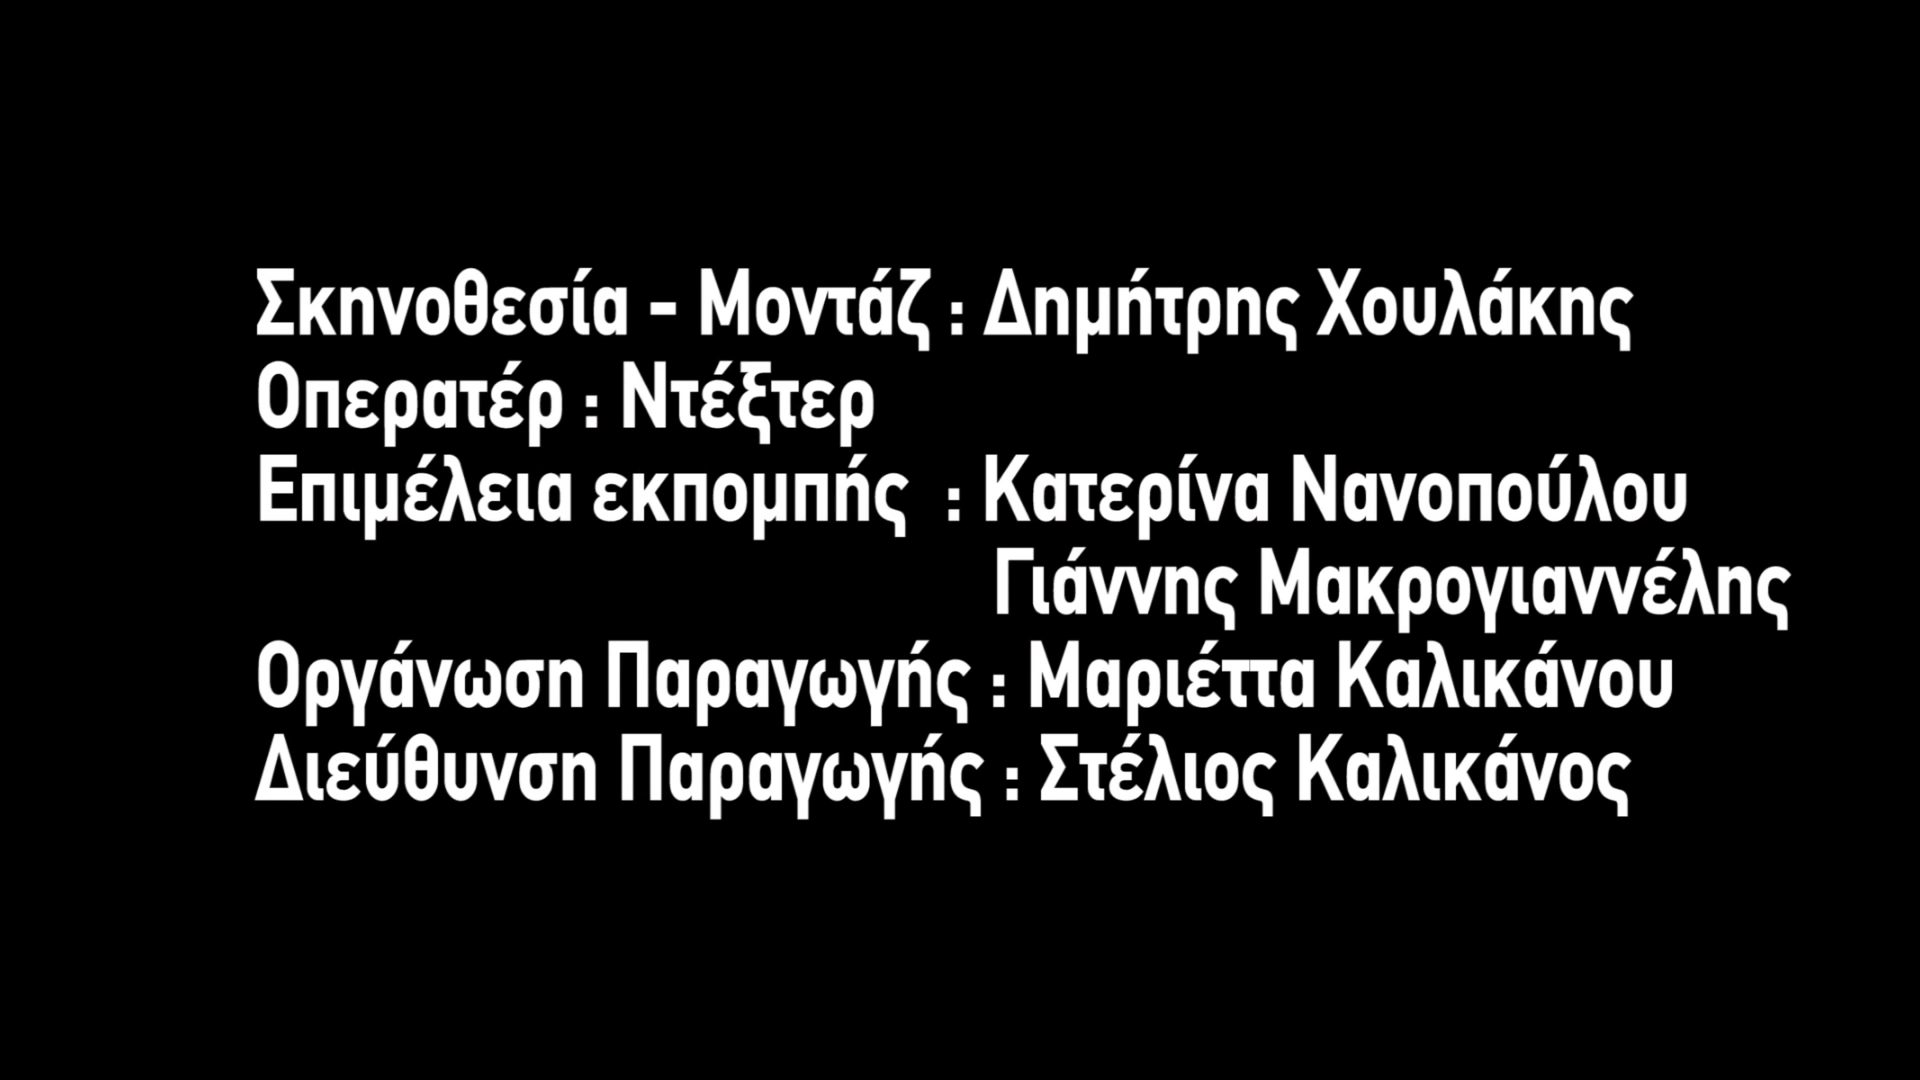 Σκηνοθεσία - Μοντάζ : Δημήτρης Χουλάκης
Οπερατέρ : Ντέξτερ
Επιμέλεια εκπομπής  : Κατερίνα Νανοπούλου
Γιάννης Μακρογιαννέλης
Οργάνωση Παραγωγής : Μαριέττα Καλικάνου
Διεύθυνση Παραγωγής : Στέλιος Καλικάνος